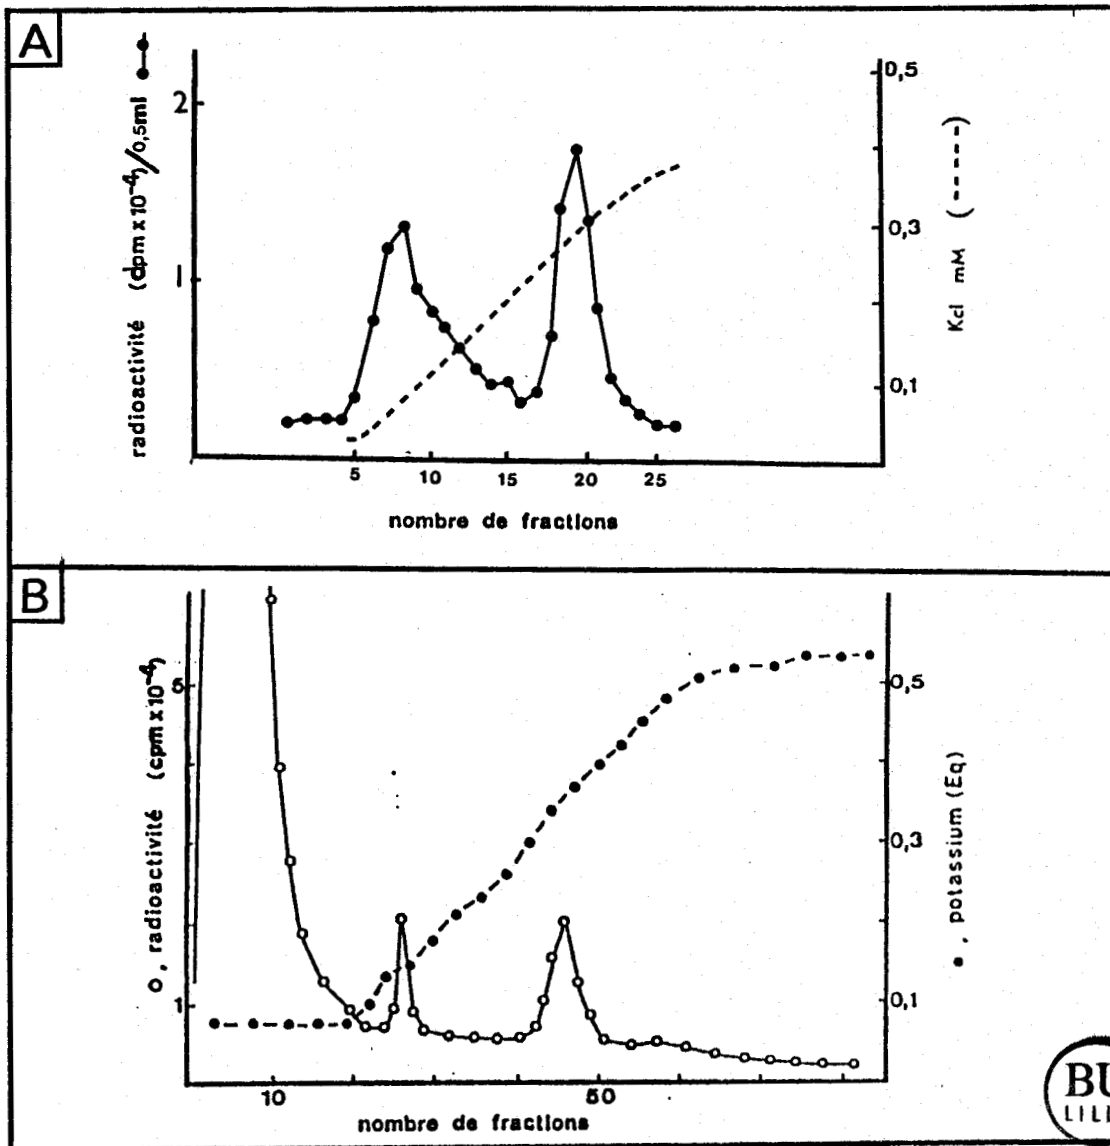 A
radioactivité (dpm x 10⁻⁴)/0,5ml
2
1
0,5
0,3
0,1
Kcl mM (-----)
5 10 15 20 25
nombre de fractions
B
o, radioactivité (cpm x 10⁻⁴)
5
1
0,5
0,3
0,1
•, potassium (Eq)
10 50
nombre de fractions
BU
LILL